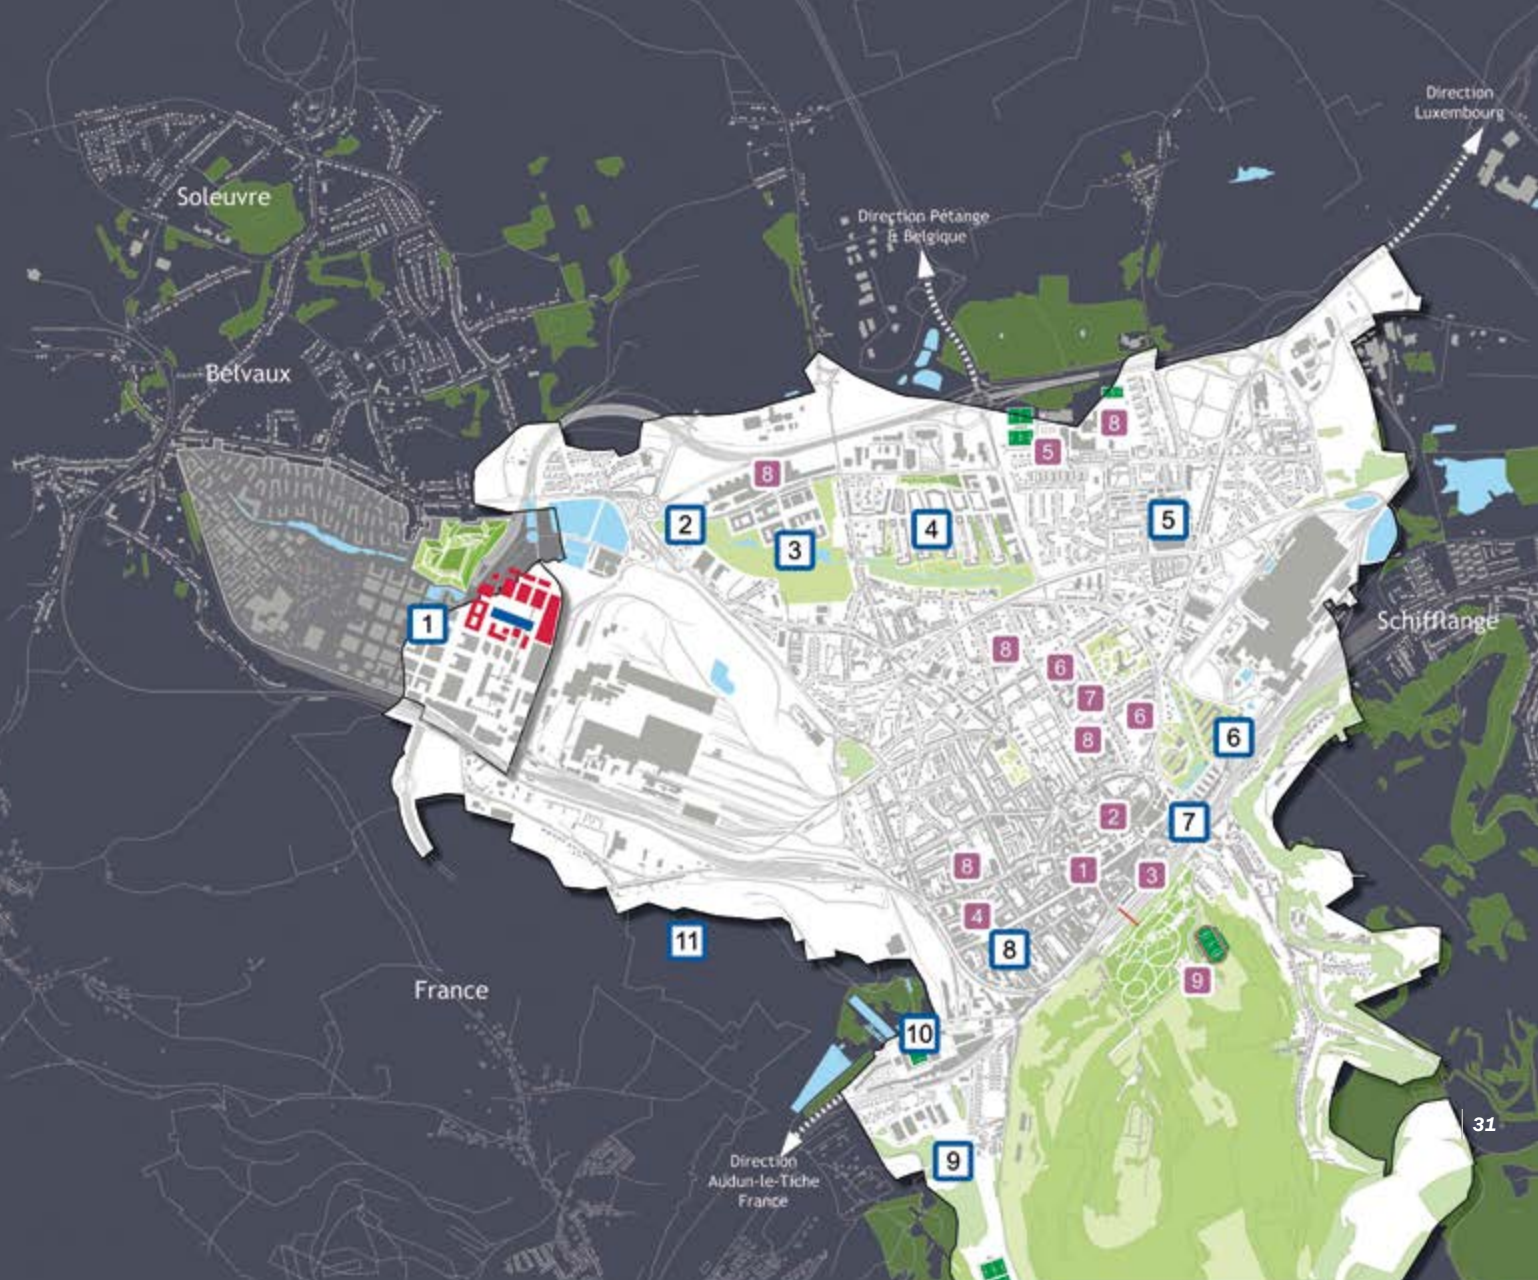 Direction
Luxembourg
Soleuvre
Direction Pétange
& Belgique
Belvaux
8
5
8
2
3
4
5
1
Schifflange
8
6
7
6
8
6
2
7
8
1
3
4
8
11
9
France
10
31
9
Direction
Audun-le-Tiche
France